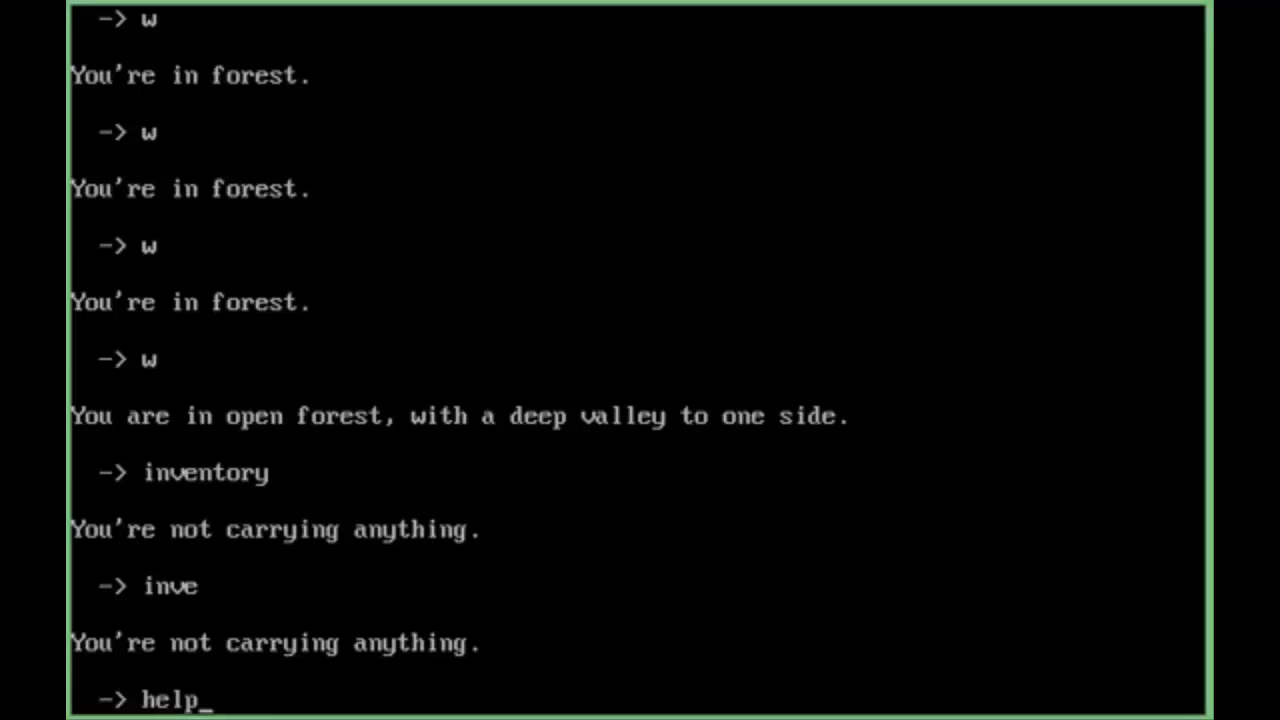 -> w
You're in forest.
-> w
You're in forest.
-> w
You're in forest.
-> w
You are in open forest, with a deep valley to one side.
-> inventory
You're not carrying anything.
-> inve
You're not carrying anything.
-> help_